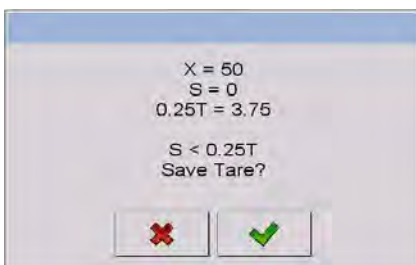 X = 50
S = 0
0.25T = 3.75
S < 0.25T
Save Tare?